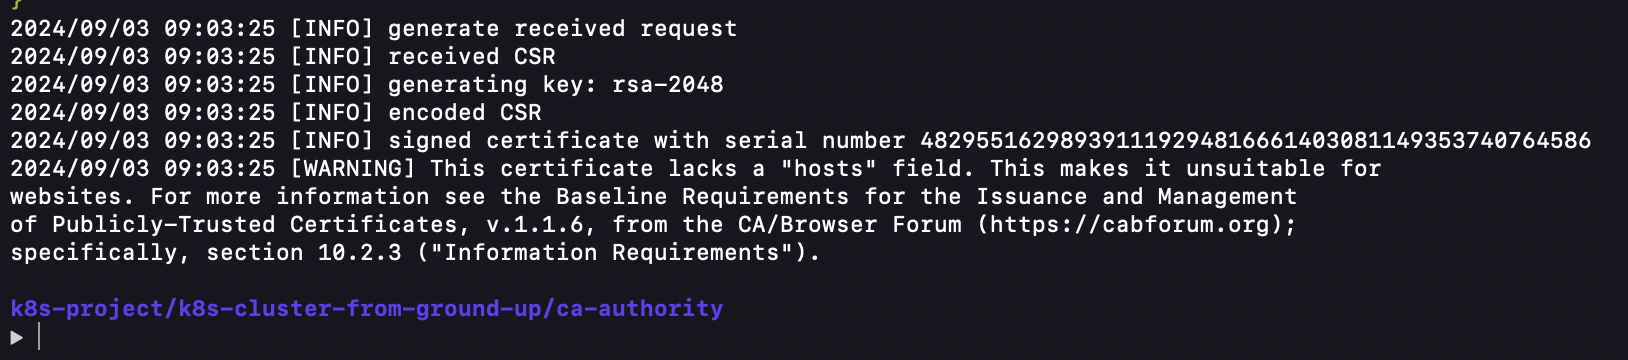 }
2024/09/03 09:03:25 [INFO] generate received request
2024/09/03 09:03:25 [INFO] received CSR
2024/09/03 09:03:25 [INFO] generating key: rsa-2048
2024/09/03 09:03:25 [INFO] encoded CSR
2024/09/03 09:03:25 [INFO] signed certificate with serial number 482955162989391119294816661403081149353740764586
2024/09/03 09:03:25 [WARNING] This certificate lacks a "hosts" field. This makes it unsuitable for
websites. For more information see the Baseline Requirements for the Issuance and Management
of Publicly-Trusted Certificates, v.1.1.6, from the CA/Browser Forum (https://cabforum.org);
specifically, section 10.2.3 ("Information Requirements").
k8s-project/k8s-cluster-from-ground-up/ca-authority